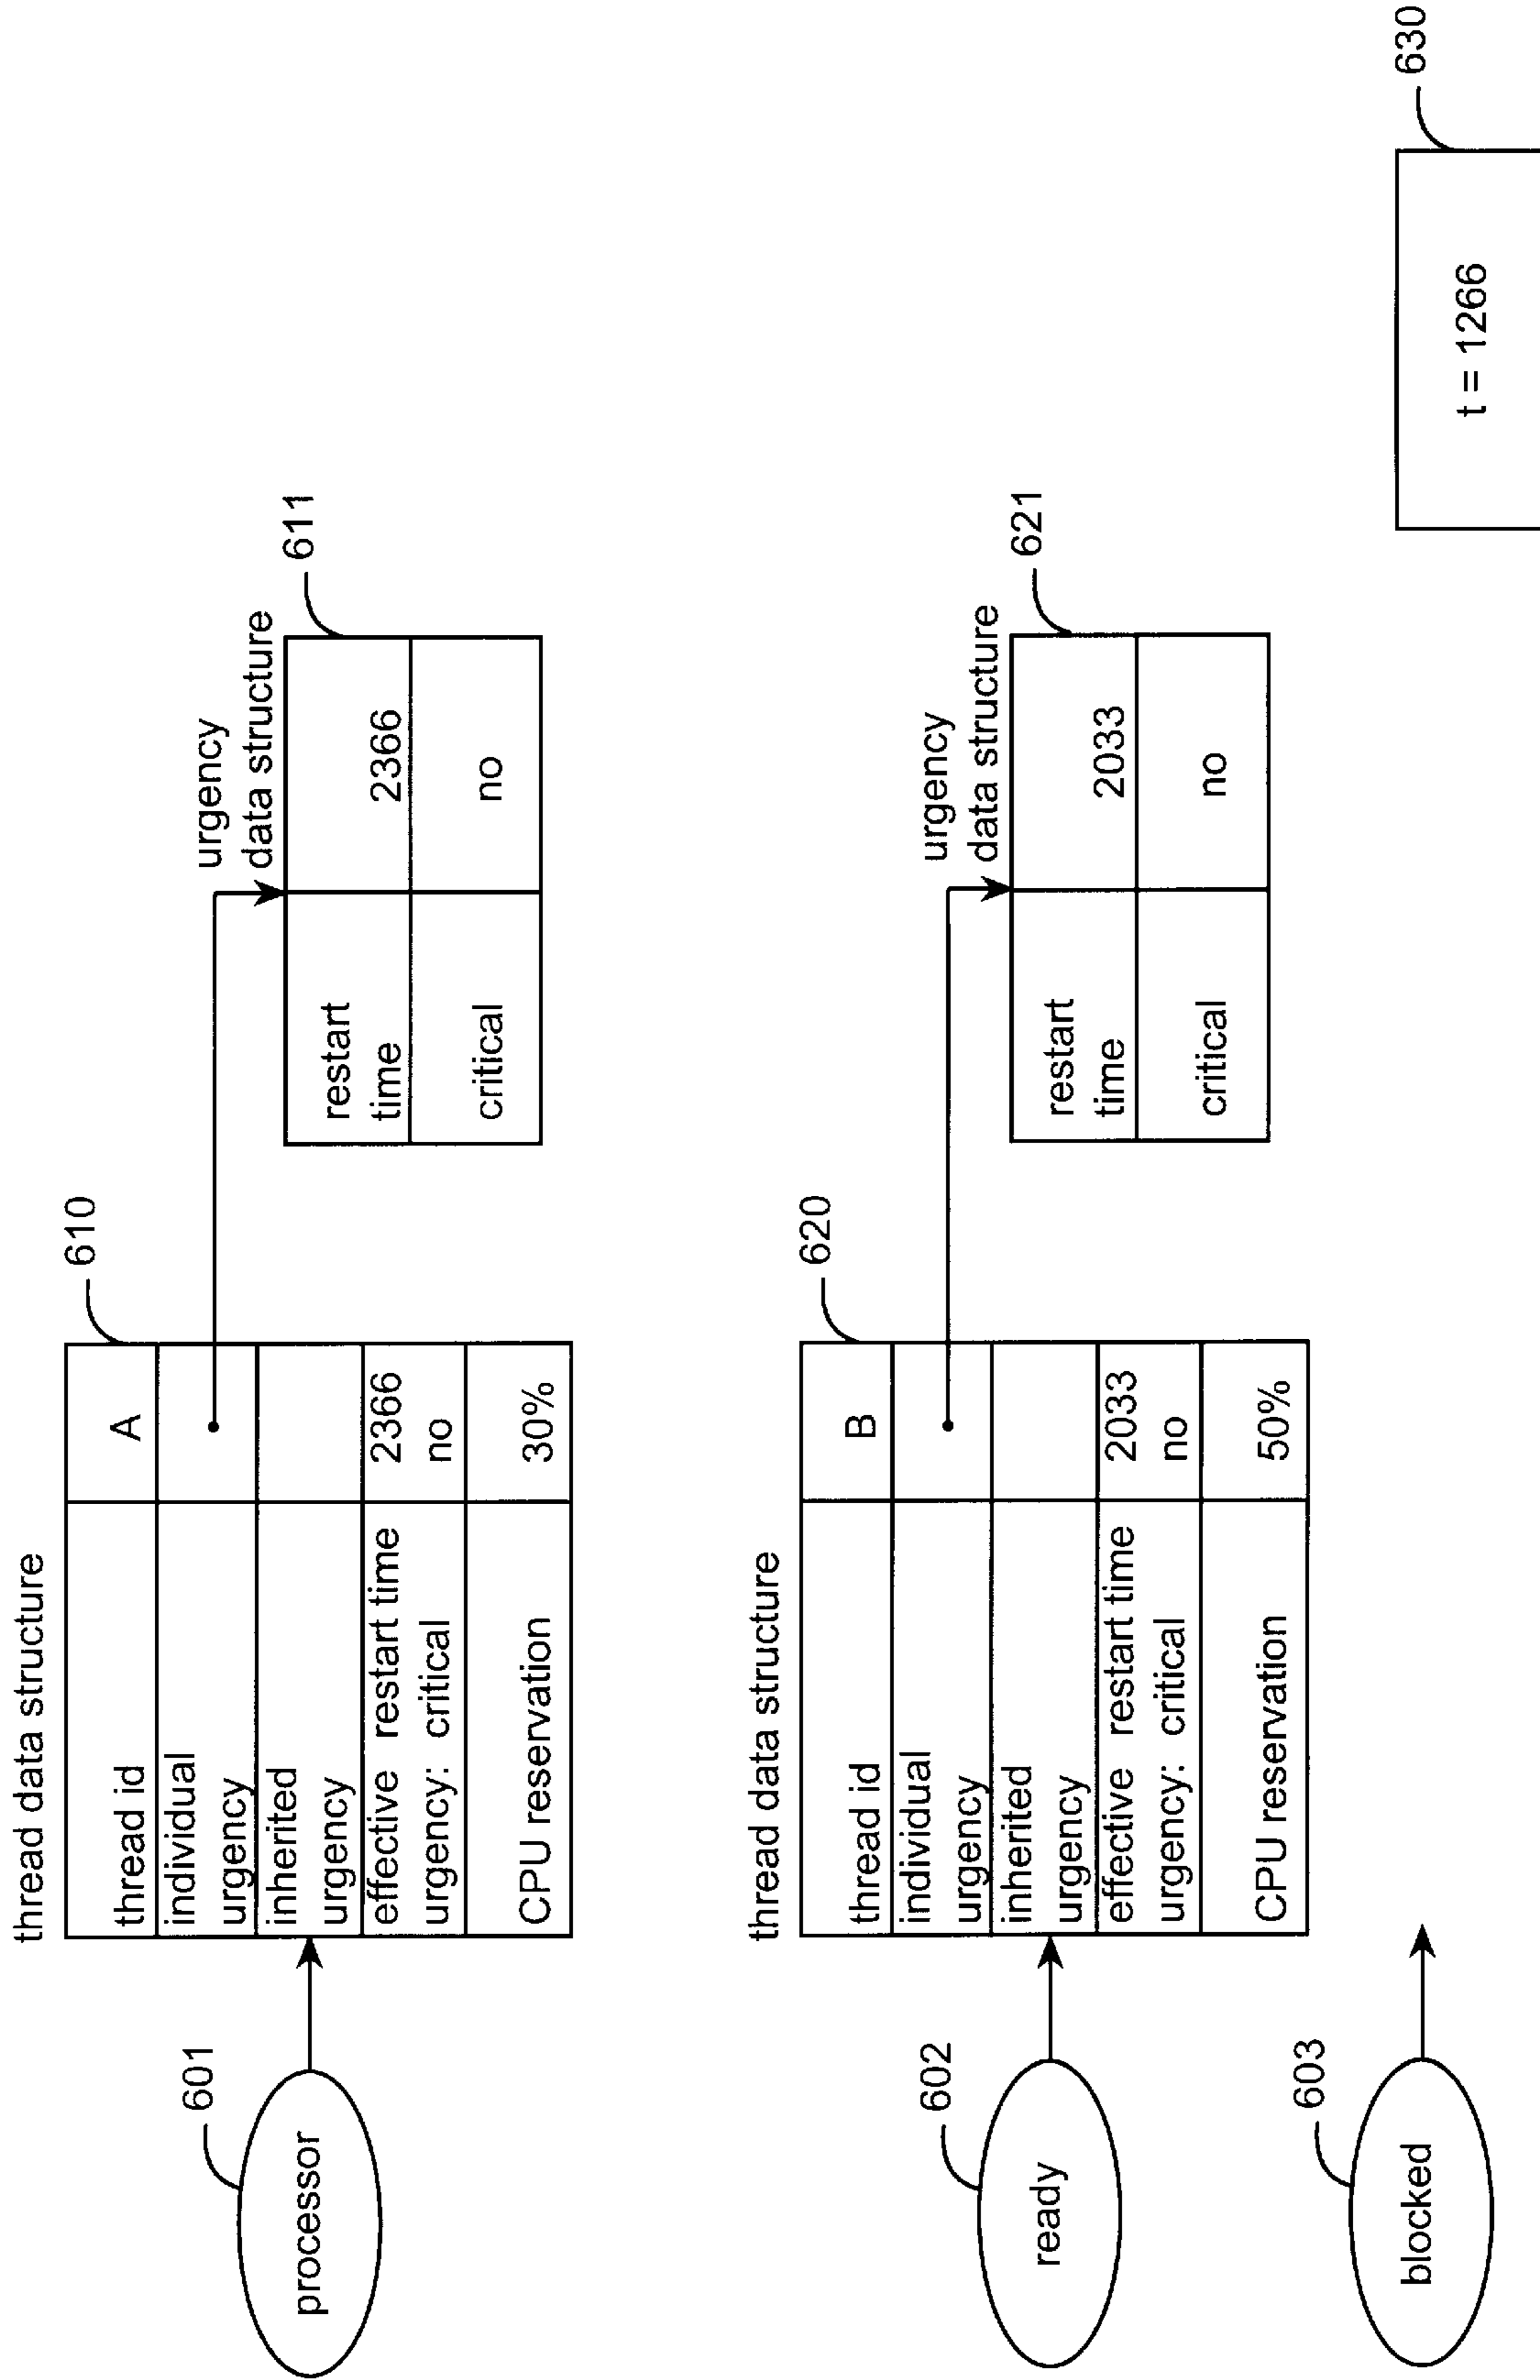 thread data structure
610
thread id A
individual
urgency
inherited
urgency
effective restart time 2366
urgency: critical no
CPU reservation 30%
urgency
data structure
611
restart
time 2366
critical no
601
processor
thread data structure
620
thread id B
individual
urgency
inherited
urgency
effective restart time 2033
urgency: critical no
CPU reservation 50%
urgency
data structure
621
restart
time 2033
critical no
602
ready
603
blocked
630
t = 1266